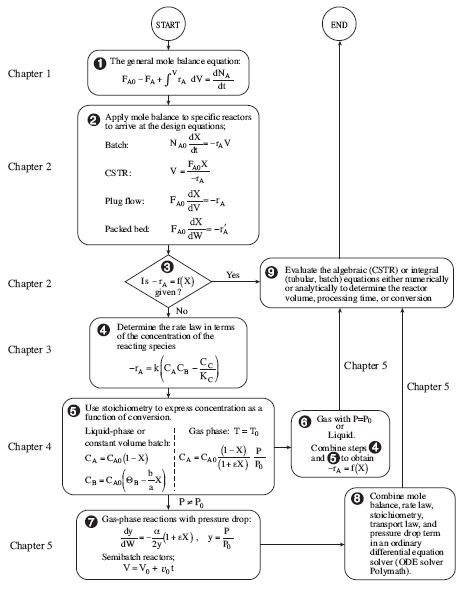 START
END
Chapter 1
1 The general mole balance equation:
F_A0 − F_A + ∫^V r_A dV = dN_A/dt
Chapter 2
2 Apply mole balance to specific reactors
to arrive at the design equations;
Batch: N_A0 dX/dt = −r_A V
CSTR: V = F_A0 X/−r_A
Plug flow: F_A0 dX/dV = −r_A
Packed bed: F_A0 dX/dW = −r′_A
Chapter 2
3
Is −r_A = f(X)
given?
Yes
No
9 Evaluate the algebraic (CSTR) or integral
(tubular, batch) equations either numerically
or analytically to determine the reactor
volume, processing time, or conversion
Chapter 3
4 Determine the rate law in terms
of the concentration of the
reacting species
−r_A = k(C_A C_B − C_C/K_C)
Chapter 5
Chapter 5
Chapter 4
5 Use stoichiometry to express concentration as a
function of conversion.
Liquid-phase or
constant volume batch:
C_A = C_A0(1 − X)
C_B = C_A0(Θ_B − b/a X)
Gas phase: T = T_0
C_A = C_A0 (1 − X)/(1 + εX) P/P_0
6 Gas with P=P_0
or
Liquid.
Combine steps 4
and 5 to obtain
−r_A = f(X)
P ≠ P_0
Chapter 5
7 Gas-phase reactions with pressure drop:
dy/dW = −α/2y (1 + εX) , y = P/P_0
Semibatch reactors;
V = V_0 + υ_0 t
8 Combine mole
balance, rate law,
stoichiometry,
transport law, and
pressure drop term
in an ordinary
differential equation
solver (ODE solver
Polymath).